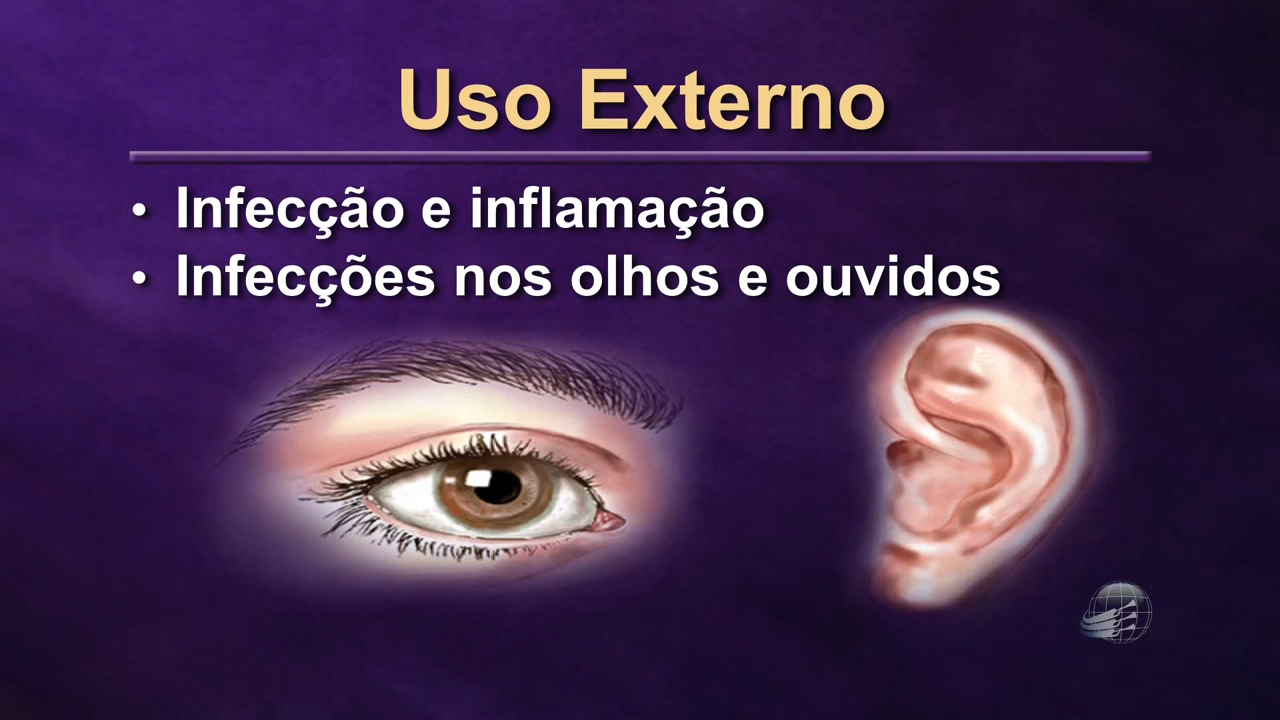 Uso Externo
• Infecção e inflamação
• Infecções nos olhos e ouvidos